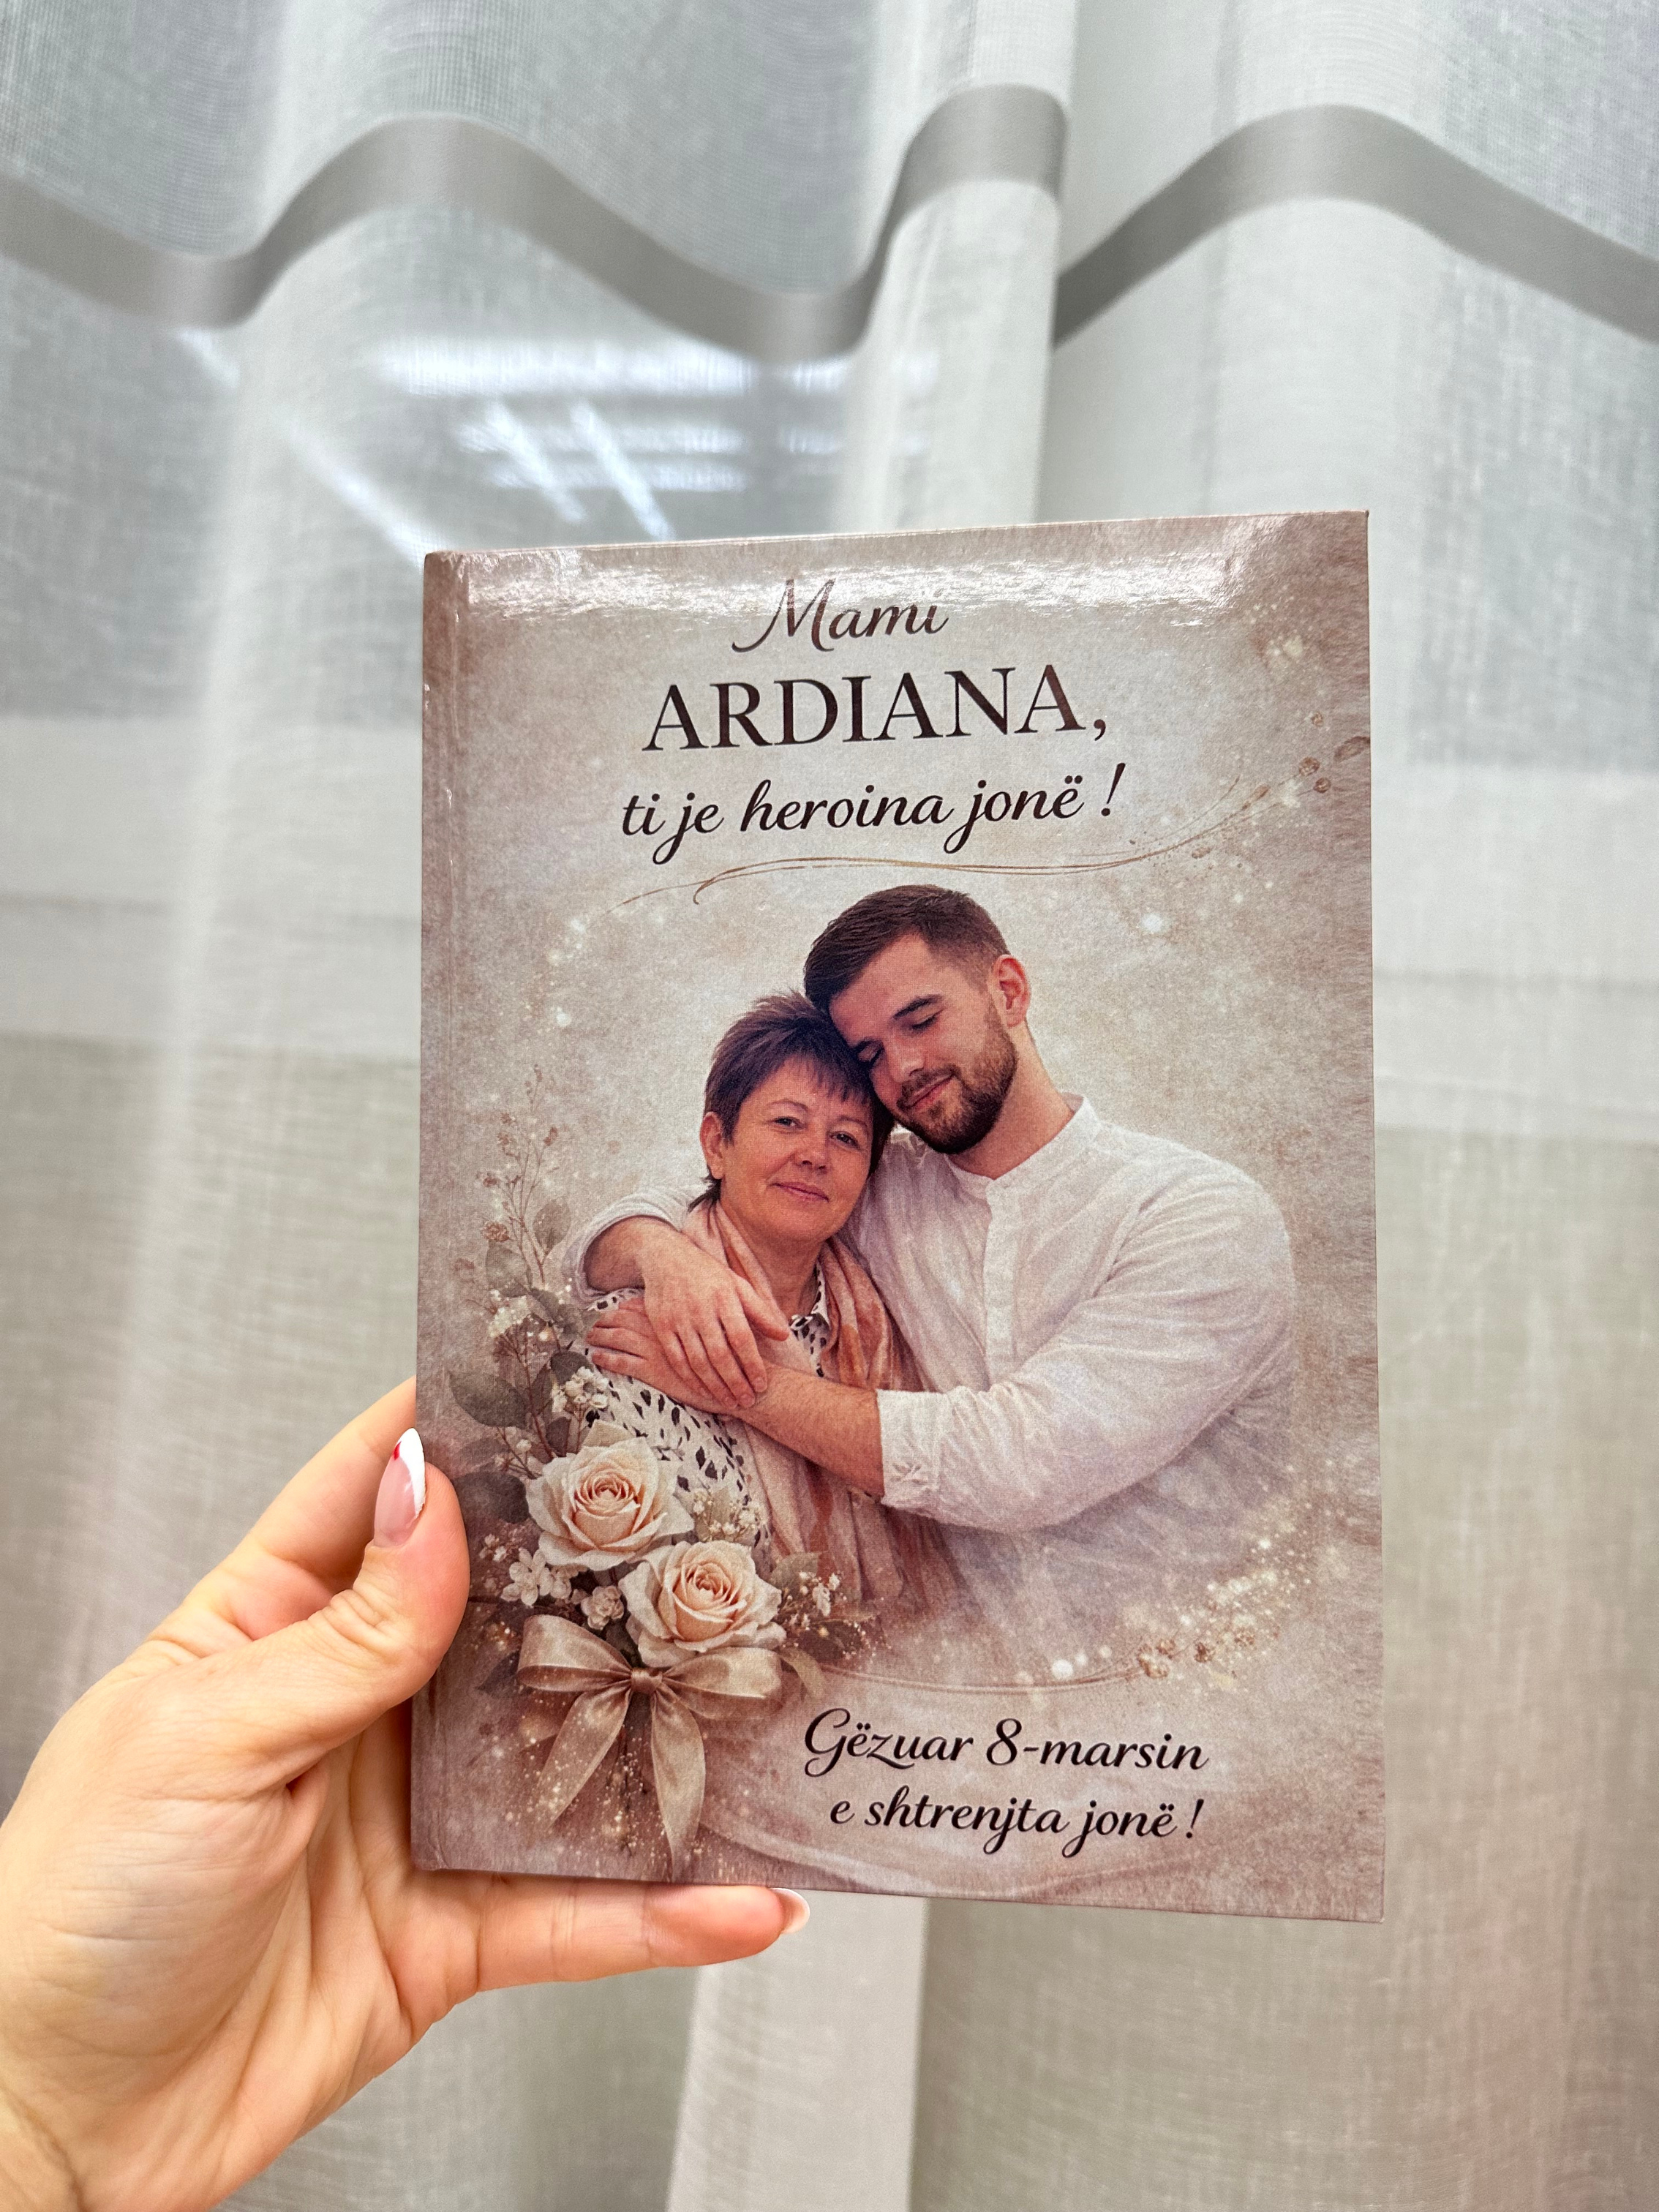 Mami
ARDIANA,
ti je heroina jonë !
Gëzuar 8-marsin
e shtrenjta jonë !